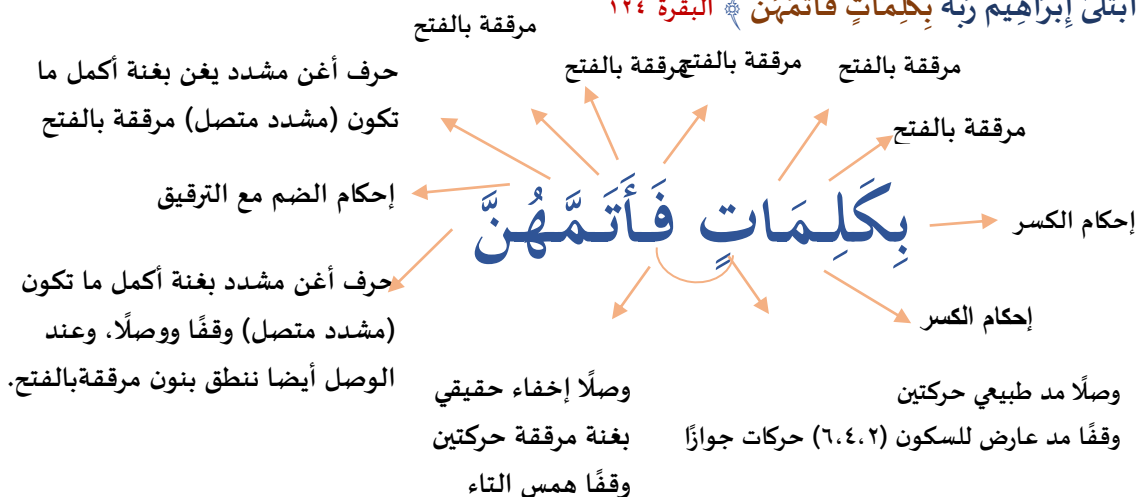 ابتلى إبراهيم ربه بكلمات فأتمهن ﴾ البقرة ١٢٤
مرققة بالفتح
مرققة بالفتح
مرققة بالفتح
مرققة بالفتح
مرققة بالفتح
حرف أغن مشدد يغن بغنة أكمل ما
تكون (مشدد متصل) مرققة بالفتح
إحكام الضم مع الترقيق
بِكَلِمَاتٍ فَأَتَمَّهُنَّ
إحكام الكسر
إحكام الكسر
حرف أغن مشدد بغنة أكمل ما تكون
(مشدد متصل) وقفًا ووصلًا، وعند
الوصل أيضا ننطق بنون مرققةبالفتح.
وصلًا مد طبيعي حركتين
وقفًا مد عارض للسكون (٦،٤،٢) حركات جوازًا
وصلًا إخفاء حقيقي
بغنة مرققة حركتين
وقفًا همس التاء